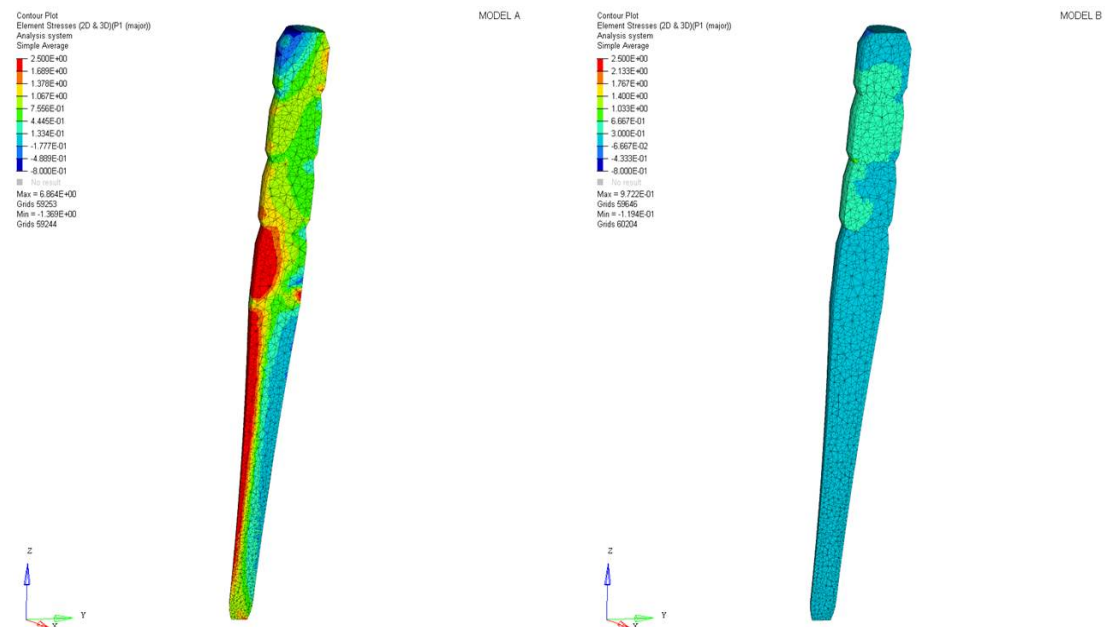 Contour Plot
Element Stresses (2D & 3D)(P1 (major))
Analysis system
Simple Average
2.500E+00
1.689E+00
1.378E+00
1.067E+00
7.556E-01
4.445E-01
1.334E-01
-1.777E-01
-4.889E-01
-8.000E-01
No result
Max = 6.864E+00
Grids 59253
Min = -1.369E+00
Grids 59244
MODEL A
Z
Y
Contour Plot
Element Stresses (2D & 3D)(P1 (major))
Analysis system
Simple Average
2.500E+00
2.133E+00
1.767E+00
1.400E+00
1.033E+00
6.667E-01
3.000E-01
-6.667E-02
-4.333E-01
-8.000E-01
No result
Max = 9.722E-01
Grids 59646
Min = -1.194E-01
Grids 60204
MODEL B
Z
Y